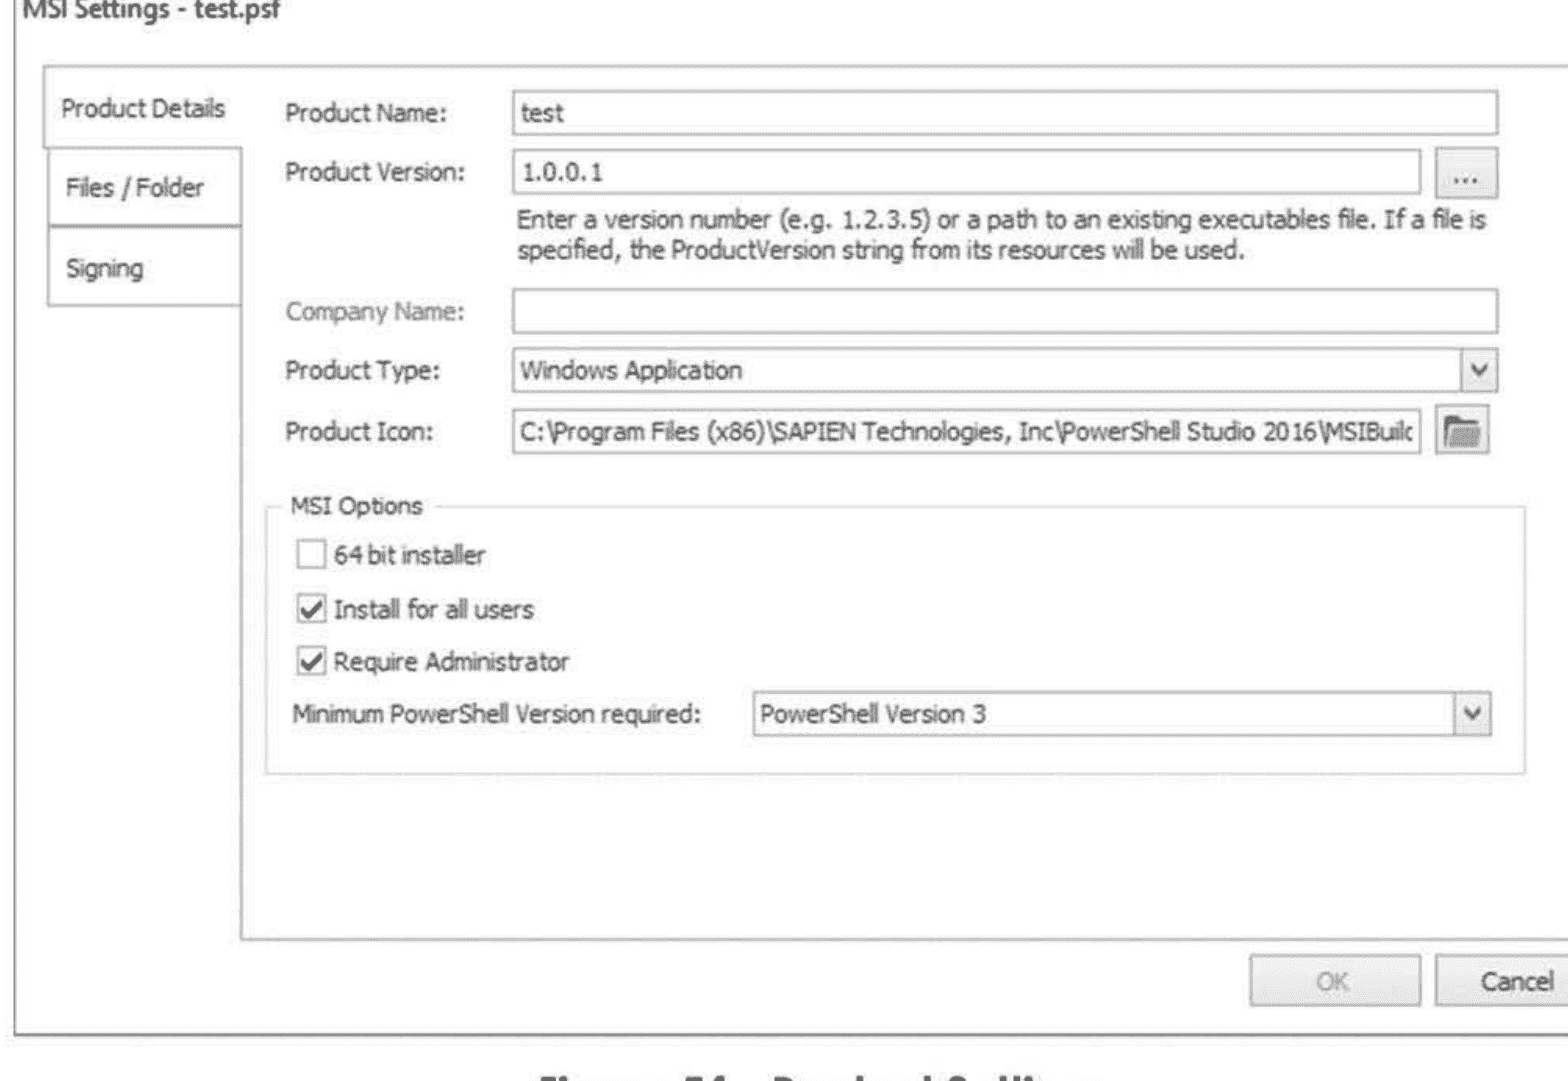 MSI Settings - test.psf
Product Details
Files / Folder
Signing
Product Name:
test
Product Version:
1.0.0.1
...
Enter a version number (e.g. 1.2.3.5) or a path to an existing executables file. If a file is
specified, the ProductVersion string from its resources will be used.
Company Name:
Product Type:
Windows Application
Product Icon:
C:\Program Files (x86)\SAPIEN Technologies, Inc\PowerShell Studio 2016\MSIBuilc
MSI Options
64 bit installer
Install for all users
Require Administrator
Minimum PowerShell Version required:
PowerShell Version 3
OK
Cancel